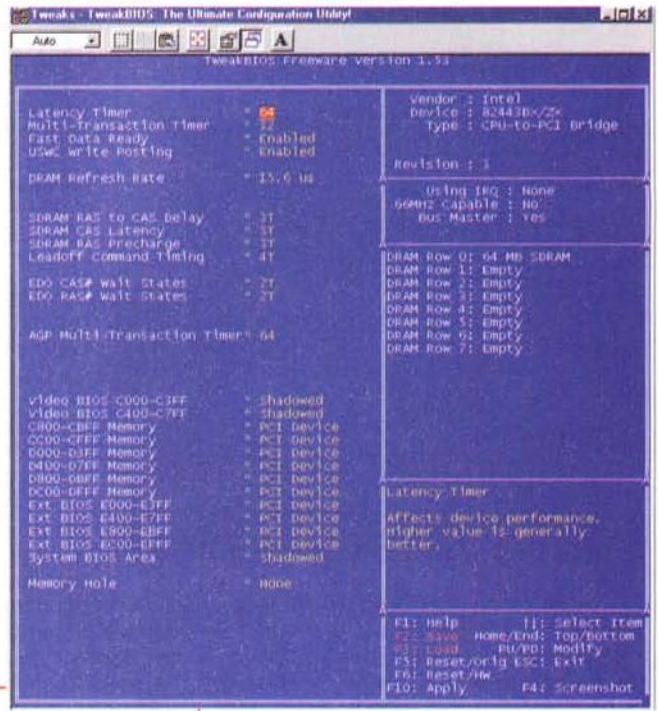 Tweaks - TweakBIOS: The Ultimate Configuration Utility!
Auto
A
TweakBIOS Freeware Version 1.53
Latency Timer * 64
Multi-Transaction Timer * 32
Fast Data Ready * Enabled
USWC Write Posting * Enabled
DRAM Refresh Rate * 15.6 us
SDRAM RAS to CAS Delay * 3T
SDRAM CAS Latency * 3T
SDRAM RAS Precharge * 3T
Leadoff Command Timing * 4T
EDO CAS# Wait States * 2T
EDO RAS# Wait States * 2T
AGP Multi-Transaction Timer* 64
Video BIOS C000-C3FF * Shadowed
Video BIOS C400-C7FF * Shadowed
C800-CBFF Memory * PCI Device
CC00-CFFF Memory * PCI Device
D000-D3FF Memory * PCI Device
D400-D7FF Memory * PCI Device
D800-DBFF Memory * PCI Device
DC00-DFFF Memory * PCI Device
Ext BIOS E000-E3FF * PCI Device
Ext BIOS E400-E7FF * PCI Device
Ext BIOS E800-EBFF * PCI Device
Ext BIOS EC00-EFFF * PCI Device
System BIOS Area * Shadowed
Memory Hole * None
Vendor : Intel
Device : 82443BX/ZX
Type : CPU-to-PCI Bridge
Revision : 3
Using IRQ : None
66MHz Capable : No
Bus Master : Yes
DRAM Row 0: 64 MB SDRAM
DRAM Row 1: Empty
DRAM Row 2: Empty
DRAM Row 3: Empty
DRAM Row 4: Empty
DRAM Row 5: Empty
DRAM Row 6: Empty
DRAM Row 7: Empty
Latency Timer
Affects device performance.
Higher value is generally
better.
F1: Help ↑↓: Select Item
F2: Save Home/End: Top/Bottom
F3: Load PU/PD: Modify
F5: Reset/Orig ESC: Exit
F6: Reset/HW
F10: Apply F4: Screenshot